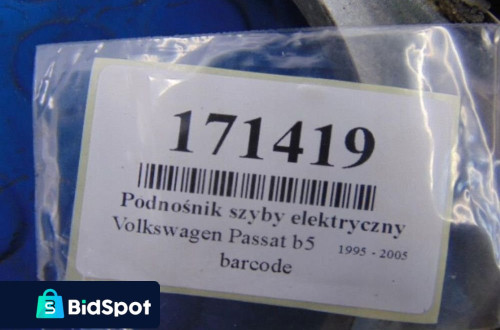 171419
Podnośnik szyby elektryczny
Volkswagen Passat b5 1995 - 2005
barcode
BidSpot